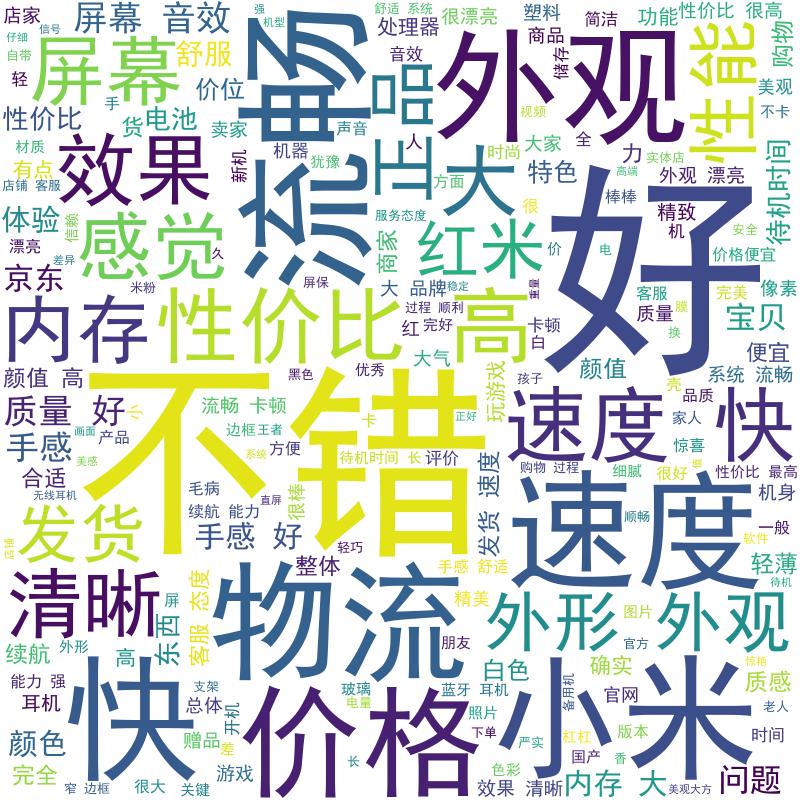 店家
屏幕 音效
强
机型
舒适 系统
很漂亮
塑料
简洁
性价比 很高
仔细
信号
自带
屏幕
舒服
流畅
处理器
功能
商品
储存
外观
性能
购物
轻
手
价位
音效
正品
视频
美观
性价比
货
电池
卖家
声音
人
不卡
材质
效果
新机
机器
犹豫
大
时尚
大家
全
力
实体店
有点
方面
特色
高端
外观 漂亮
待机时间
店铺 客服
信赖
服务态度
很
棒棒
精致
体验
感觉
商家
红米
好
机
安全
漂亮
差异
久
价
电
价格便宜
京东
米粉
屏保
大 品牌
稳定
重量
客服
完美
像素
内存
性价比
高
过程 顺利
红
完好
卡顿
白
质量
膜
换
宝贝
颜值 高
不错
黑色
优秀
大气
玩游戏
孩子
颜值
壳
便宜
系统 流畅
品质
质量 好
小
流畅 卡顿
卡
正好
速度
快
家人
手感
画面
产品
边框
王者
方便
惊喜
美感
系统
待机时间 长
评价
购物 过程
细腻
很好
值
性价比 最高
合适
无线耳机
毛病
直屏
很棒
发货 速度
速度
机身
发货
续航 能力
手感 好
顺畅
一般
软件
店铺
轻巧
整体
手感 舒适
轻薄
待机
清晰
屏
东西
客服 态度
物流
精美
外形
图片
外观
续航
外形
高
朋友
官方
惊艳
能力 强
快
支架
玻璃
蓝牙 耳机
白色
小米
备用机
确实
官网
质感
耳机
总体
开机
价格
电量
照片
下单
老人
颜色
赠品
差
严实
杠杠
版本
时间
完全
游戏
长
国产
香
窄 边框
很大
关键
效果 清晰
色彩
内存 大
美观大方
问题